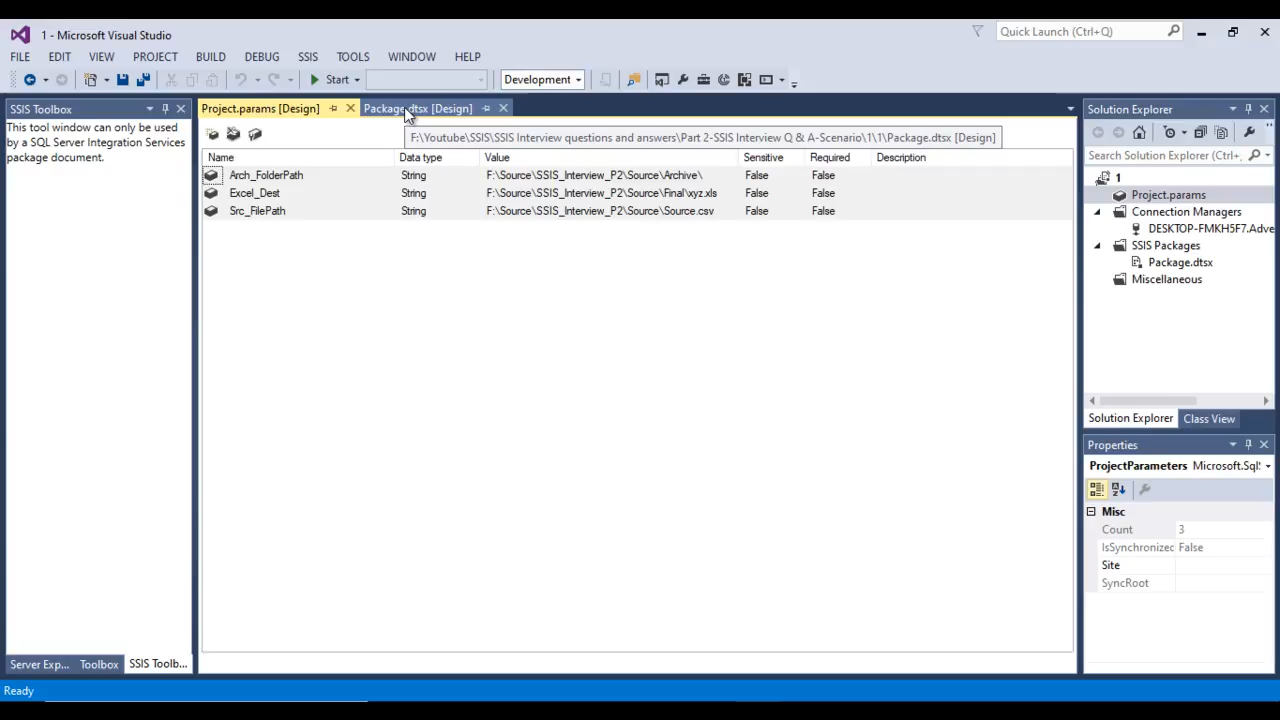 1 - Microsoft Visual Studio
Quick Launch (Ctrl+Q)
FILE EDIT VIEW PROJECT BUILD DEBUG SSIS TOOLS WINDOW HELP
Start Development
SSIS Toolbox
This tool window can only be used
by a SQL Server Integration Services
package document.
Project.params [Design] Package.dtsx [Design]
F:\Youtube\SSIS\SSIS Interview questions and answers\Part 2-SSIS Interview Q & A-Scenario\1\1\Package.dtsx [Design]
Name Data type Value Sensitive Required Description
Arch_FolderPath String F:\Source\SSIS_Interview_P2\Source\Archive\ False False
Excel_Dest String F:\Source\SSIS_Interview_P2\Source\Final\xyz.xls False False
Src_FilePath String F:\Source\SSIS_Interview_P2\Source\Source.csv False False
Solution Explorer
Search Solution Explorer (Ctrl+;
1
Project.params
Connection Managers
DESKTOP-FMKH5F7.Adve
SSIS Packages
Package.dtsx
Miscellaneous
Solution Explorer Class View
Properties
ProjectParameters Microsoft.Sql
Misc
Count 3
IsSynchronized False
Site
SyncRoot
Server Exp... Toolbox SSIS Toolb...
Ready